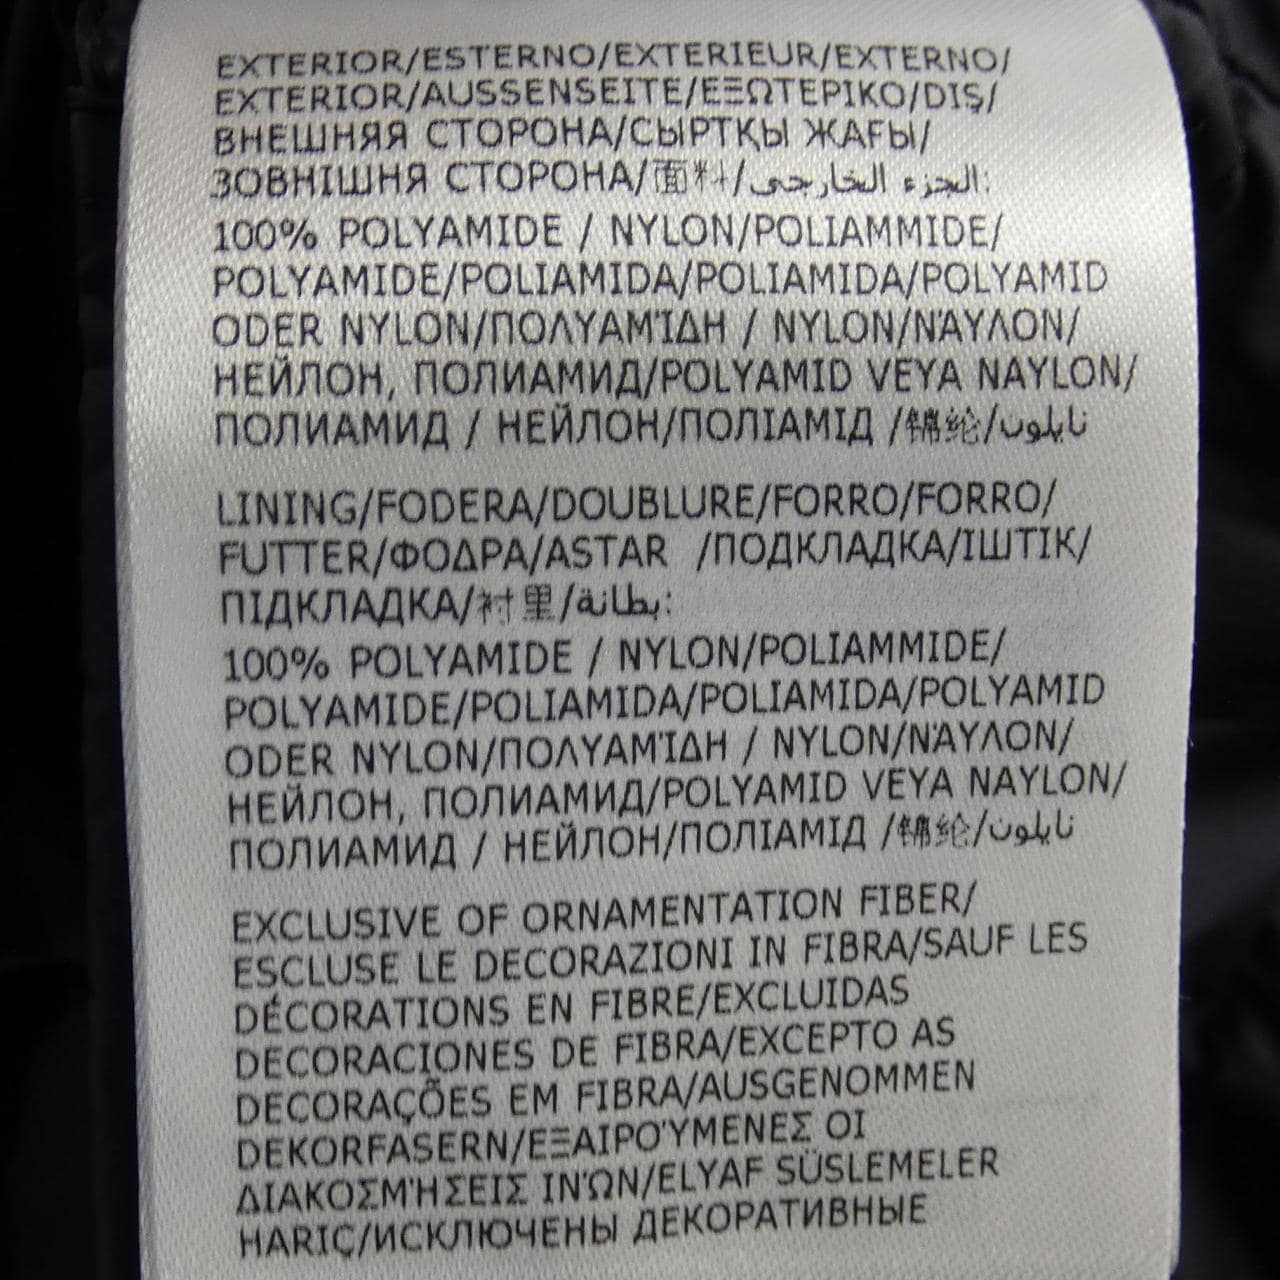 EXTERIOR/ESTERNO/EXTERIEUR/EXTERNO/
EXTERIOR/AUSSENSEITE/ΕΞΩΤΕΡΙΚΟ/DIŞ/
ВНЕШНЯЯ СТОРОНА/СЫРТҚЫ ЖАҒЫ/
ЗОВНІШНЯ СТОРОНА/面料/الجزء الخارجي:
100% POLYAMIDE / NYLON/POLIAMMIDE/
POLYAMIDE/POLIAMIDA/POLIAMIDA/POLYAMID
ODER NYLON/ΠΟΛΥΑΜΊΔΗ / NYLON/ΝΆΥΛΟΝ/
НЕЙЛОН, ПОЛИАМИД/POLYAMID VEYA NAYLON/
ПОЛИАМИД / НЕЙЛОН/ПОЛІАМІД /锦纶/نايلون
LINING/FODERA/DOUBLURE/FORRO/FORRO/
FUTTER/ΦΟΔΡΑ/ASTAR /ПОДКЛАДКА/ІШТІК/
ПІДКЛАДКА/衬里/بطانة:
100% POLYAMIDE / NYLON/POLIAMMIDE/
POLYAMIDE/POLIAMIDA/POLIAMIDA/POLYAMID
ODER NYLON/ΠΟΛΥΑΜΊΔΗ / NYLON/ΝΆΥΛΟΝ/
НЕЙЛОН, ПОЛИАМИД/POLYAMID VEYA NAYLON/
ПОЛИАМИД / НЕЙЛОН/ПОЛІАМІД /锦纶/نايلون
EXCLUSIVE OF ORNAMENTATION FIBER/
ESCLUSE LE DECORAZIONI IN FIBRA/SAUF LES
DÉCORATIONS EN FIBRE/EXCLUIDAS
DECORACIONES DE FIBRA/EXCEPTO AS
DECORAÇÕES EM FIBRA/AUSGENOMMEN
DEKORFASERN/ΕΞΑΙΡΟΎΜΕΝΕΣ ΟΙ
ΔΙΑΚΟΣΜΉΣΕΙΣ ΙΝΏΝ/ELYAF SÜSLEMELER
HARIÇ/ИСКЛЮЧЕНЫ ДЕКОРАТИВНЫЕ